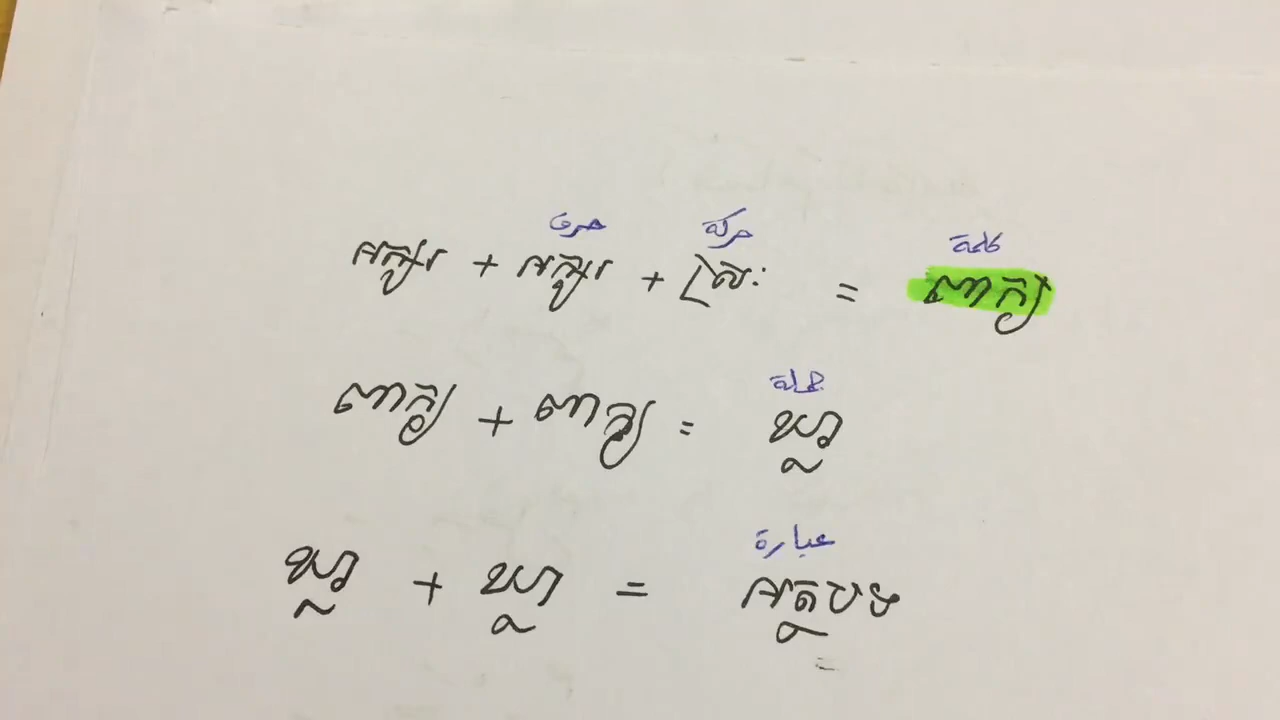 حرف حركة كلمة
អក្សរ + អក្សរ + ស្រៈ = ពាក្យ
جملة
ពាក្យ + ពាក្យ = ឃ្លា
عبارة
ឃ្លា + ឃ្លា = អត្ថបទ